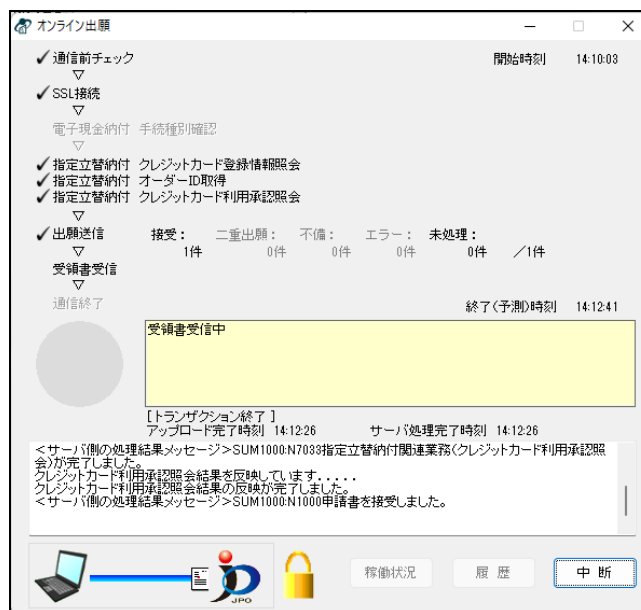 オンライン出願
通信前チェック 開始時刻 14:10:03
▽
SSL接続
▽
電子現金納付 手続種別確認
▽
指定立替納付 クレジットカード登録情報照会
指定立替納付 オーダーID取得
指定立替納付 クレジットカード利用承認照会
▽
出願送信 接受: 二重出願: 不備: エラー: 未処理:
▽ 1件 0件 0件 0件 0件 /1件
受領書受信
▽
通信終了 終了(予測)時刻 14:12:41
受領書受信中
[トランザクション終了]
アップロード完了時刻 14:12:26 サーバ処理完了時刻 14:12:26
<サーバ側の処理結果メッセージ>SUM1000:N7033指定立替納付関連業務(クレジットカード利用承認照
会)が完了しました。
クレジットカード利用承認照会結果を反映しています.....
クレジットカード利用承認照会結果の反映が完了しました。
<サーバ側の処理結果メッセージ>SUM1000:N1000申請書を接受しました。
JPO 稼働状況 履 歴 中 断